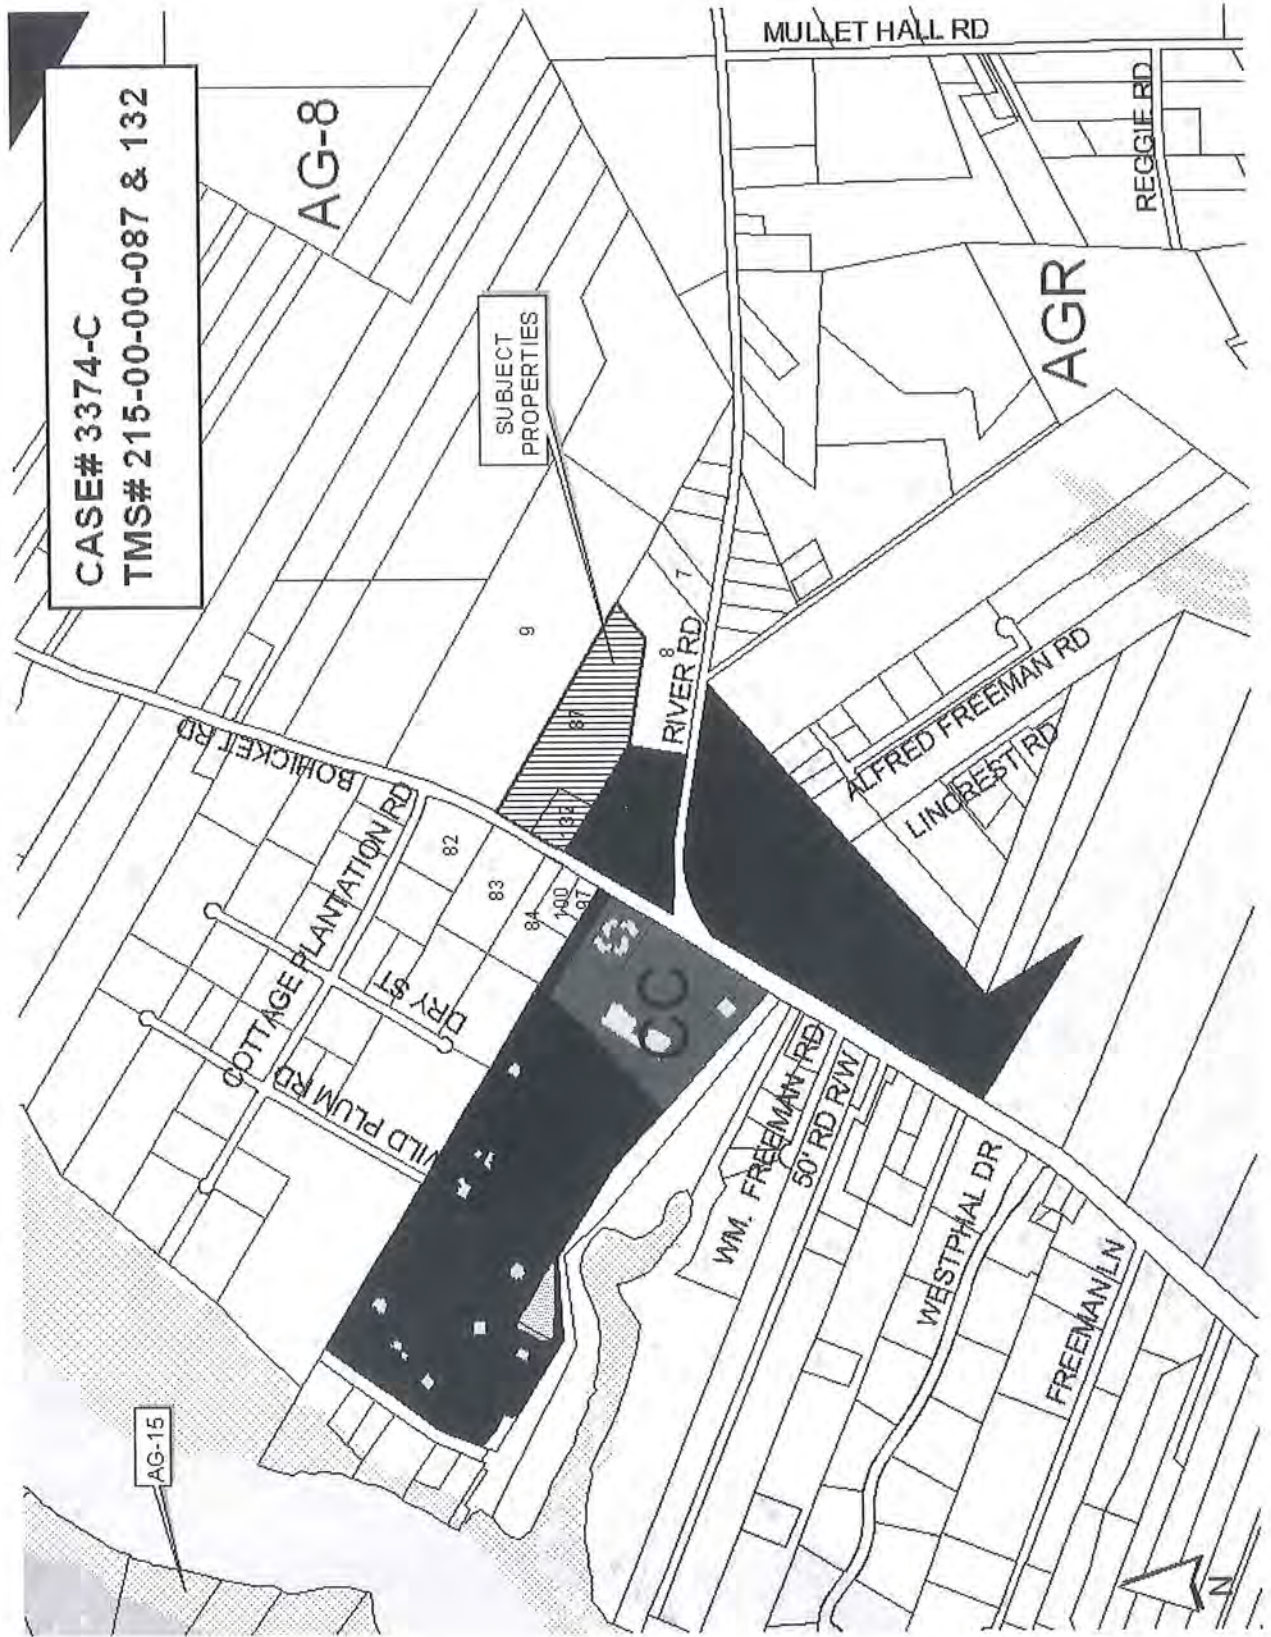 CASE# 3374-C
TMS# 215-00-00-087 & 132
AG-8
MULLET HALL RD
SUBJECT
PROPERTIES
REGGIE RD
AGR
BOHICKET RD
9
7
8
RIVER RD
87
132
COTTAGE PLANTATION RD
82
83
84
100
97
DRY ST
ALFRED FREEMAN RD
LINCREST RD
CC
WILD PLUM RD
WM. FREEMAN RD
50' RD R/W
WESTPHAL DR
FREEMAN LN
AG-15
N